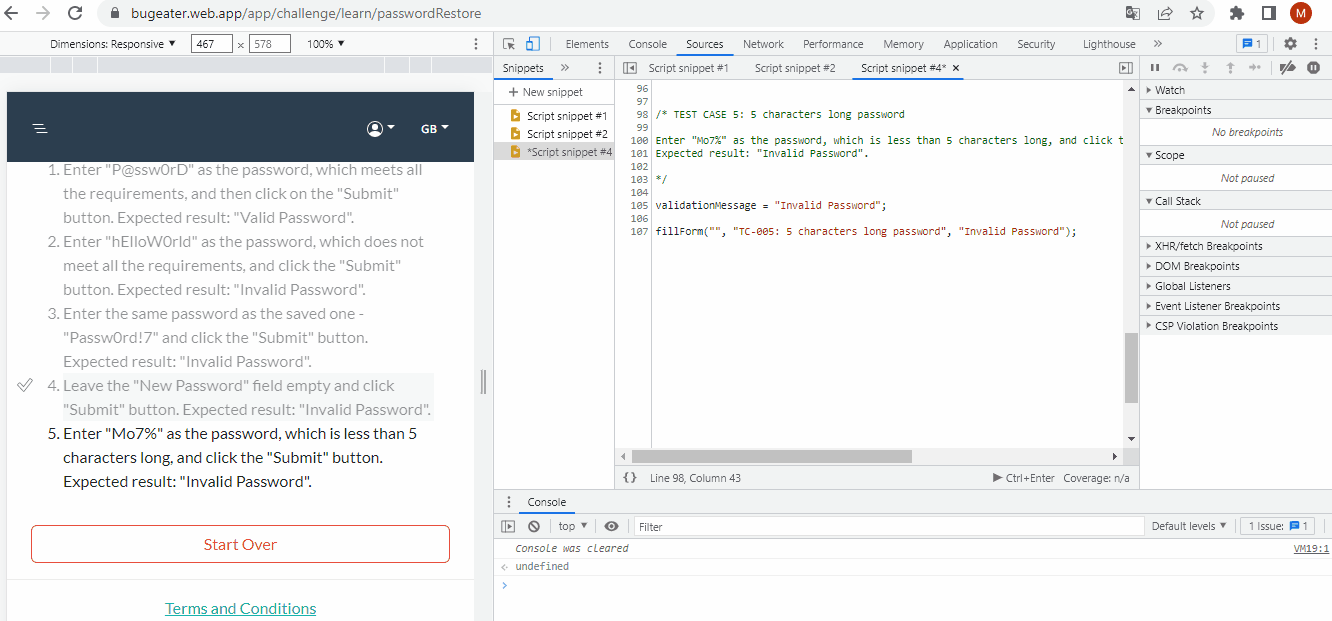 bugeater.web.app/app/challenge/learn/passwordRestore
M
Dimensions: Responsive ▼ 467 × 578 100% ▼
Elements Console Sources Network Performance Memory Application Security Lighthouse » 1
Snippets » Script snippet #1 Script snippet #2 Script snippet #4* ×
+ New snippet
Script snippet #1
Script snippet #2
*Script snippet #4
GB
1. Enter "P@ssw0rD" as the password, which meets all
the requirements, and then click on the "Submit"
button. Expected result: "Valid Password".
2. Enter "hElloW0rld" as the password, which does not
meet all the requirements, and click the "Submit"
button. Expected result: "Invalid Password".
3. Enter the same password as the saved one -
"Passw0rd!7" and click the "Submit" button.
Expected result: "Invalid Password".
4. Leave the "New Password" field empty and click
"Submit" button. Expected result: "Invalid Password".
5. Enter "Mo7%" as the password, which is less than 5
characters long, and click the "Submit" button.
Expected result: "Invalid Password".
Start Over
Terms and Conditions
96
97
98 /* TEST CASE 5: 5 characters long password
99
100 Enter "Mo7%" as the password, which is less than 5 characters long, and click t
101 Expected result: "Invalid Password".
102
103 */
104
105 validationMessage = "Invalid Password";
106
107 fillForm("", "TC-005: 5 characters long password", "Invalid Password");
{} Line 98, Column 43 Ctrl+Enter Coverage: n/a
Watch
Breakpoints
No breakpoints
Scope
Not paused
Call Stack
Not paused
XHR/fetch Breakpoints
DOM Breakpoints
Global Listeners
Event Listener Breakpoints
CSP Violation Breakpoints
Console
top ▼ Filter Default levels ▼ 1 Issue: 1
Console was cleared VM19:1
undefined